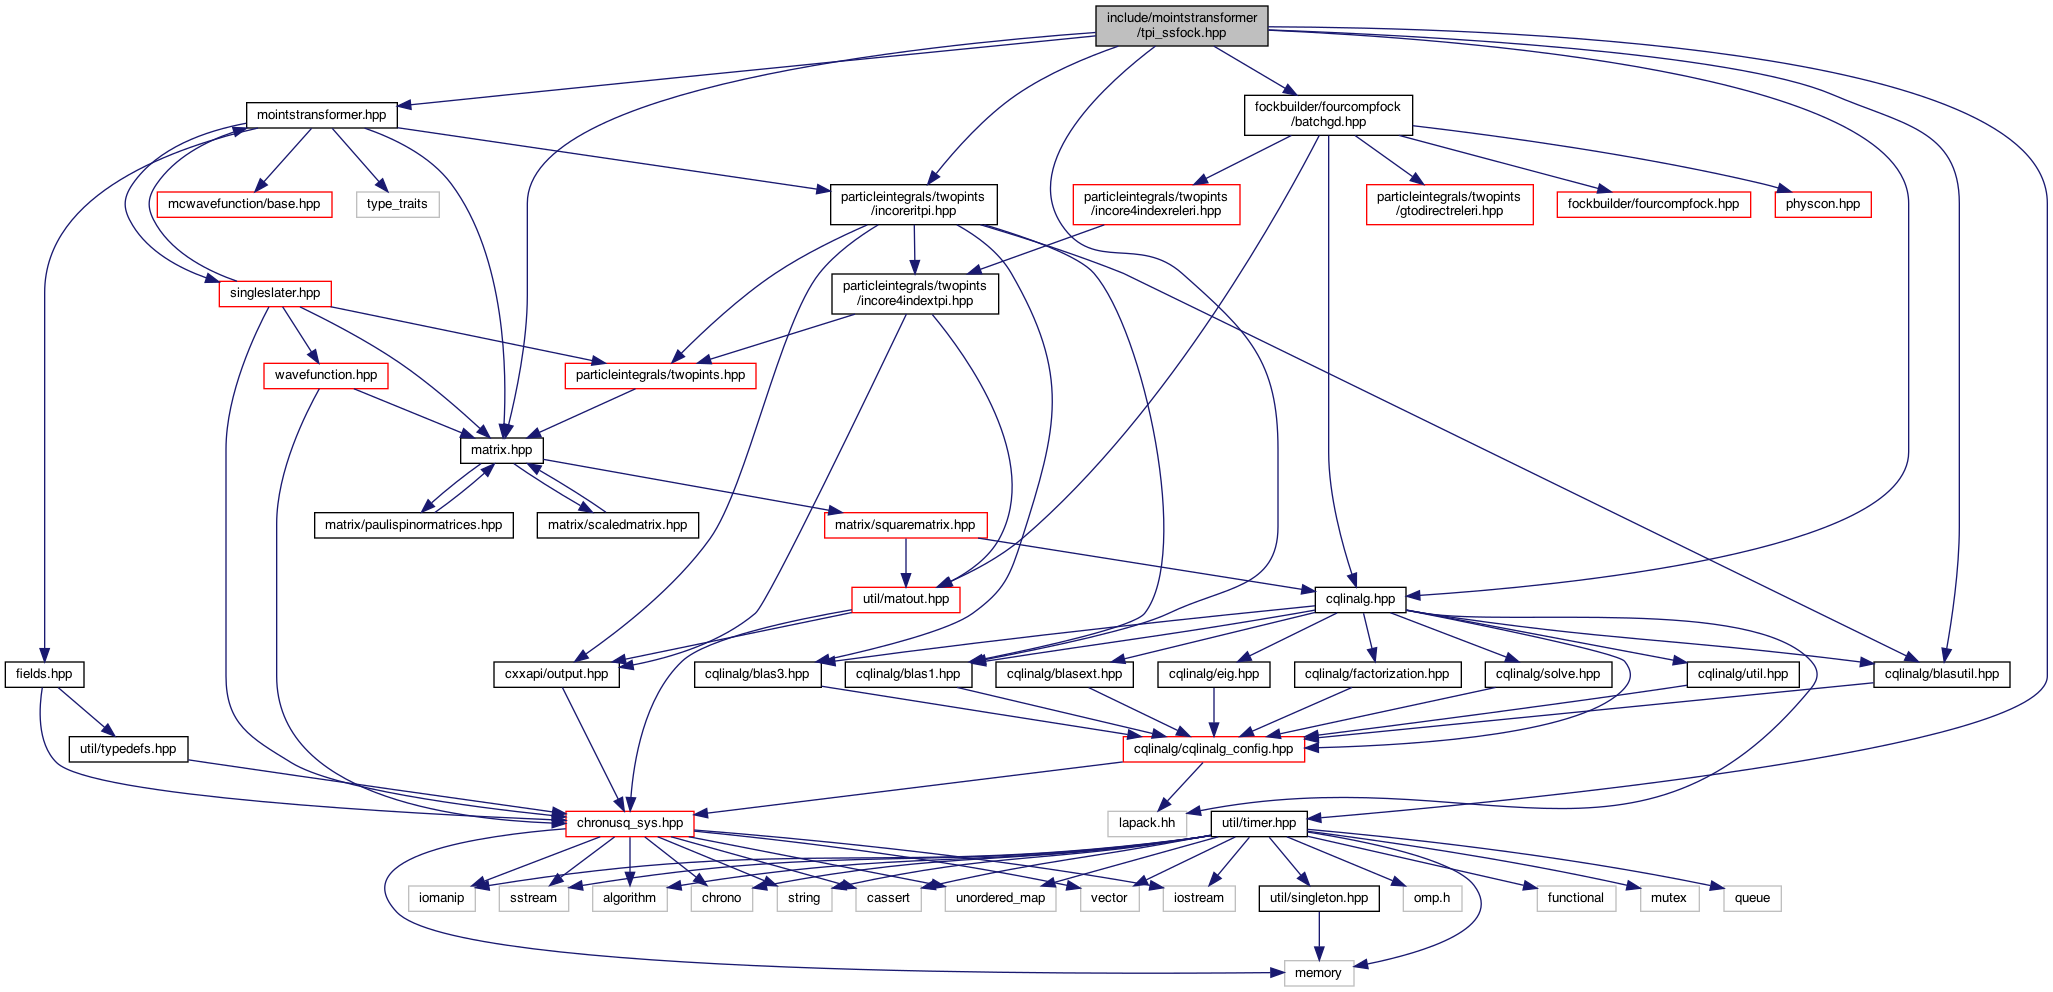 include/mointstransformer
/tpi_ssfock.hpp
mointstransformer.hpp
fockbuilder/fourcompfock
/batchgd.hpp
mcwavefunction/base.hpp
type_traits
particleintegrals/twopints
/incoreritpi.hpp
particleintegrals/twopints
/incore4indexreleri.hpp
particleintegrals/twopints
/gtodirectreleri.hpp
fockbuilder/fourcompfock.hpp
physcon.hpp
singleslater.hpp
particleintegrals/twopints
/incore4indextpi.hpp
wavefunction.hpp
particleintegrals/twopints.hpp
matrix.hpp
matrix/paulispinormatrices.hpp
matrix/scaledmatrix.hpp
matrix/squarematrix.hpp
util/matout.hpp
cqlinalg.hpp
fields.hpp
cxxapi/output.hpp
cqlinalg/blas3.hpp
cqlinalg/blas1.hpp
cqlinalg/blasext.hpp
cqlinalg/eig.hpp
cqlinalg/factorization.hpp
cqlinalg/solve.hpp
cqlinalg/util.hpp
cqlinalg/blasutil.hpp
util/typedefs.hpp
cqlinalg/cqlinalg_config.hpp
chronusq_sys.hpp
lapack.hh
util/timer.hpp
iomanip
sstream
algorithm
chrono
string
cassert
unordered_map
vector
iostream
util/singleton.hpp
omp.h
functional
mutex
queue
memory